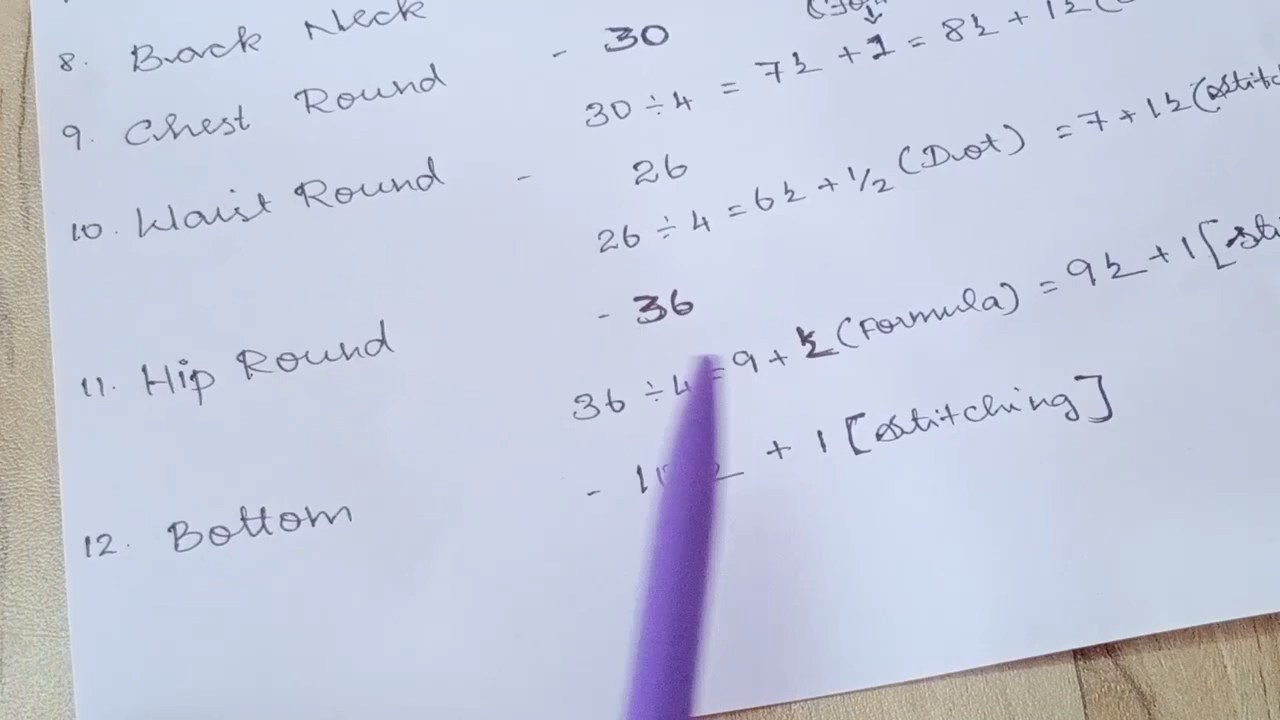 8. Back Neck
9. Chest Round - 30
30 ÷ 4 = 7½ + 1 = 8½ + 1½ (
10. Waist Round - 26
26 ÷ 4 = 6½ + 1/2 (Dot) = 7 + 1½ (stitc
11. Hip Round - 36
36 ÷ 4 = 9 + ½ (Formula) = 9½ + 1 [sti
12. Bottom - + 1 [stitching]